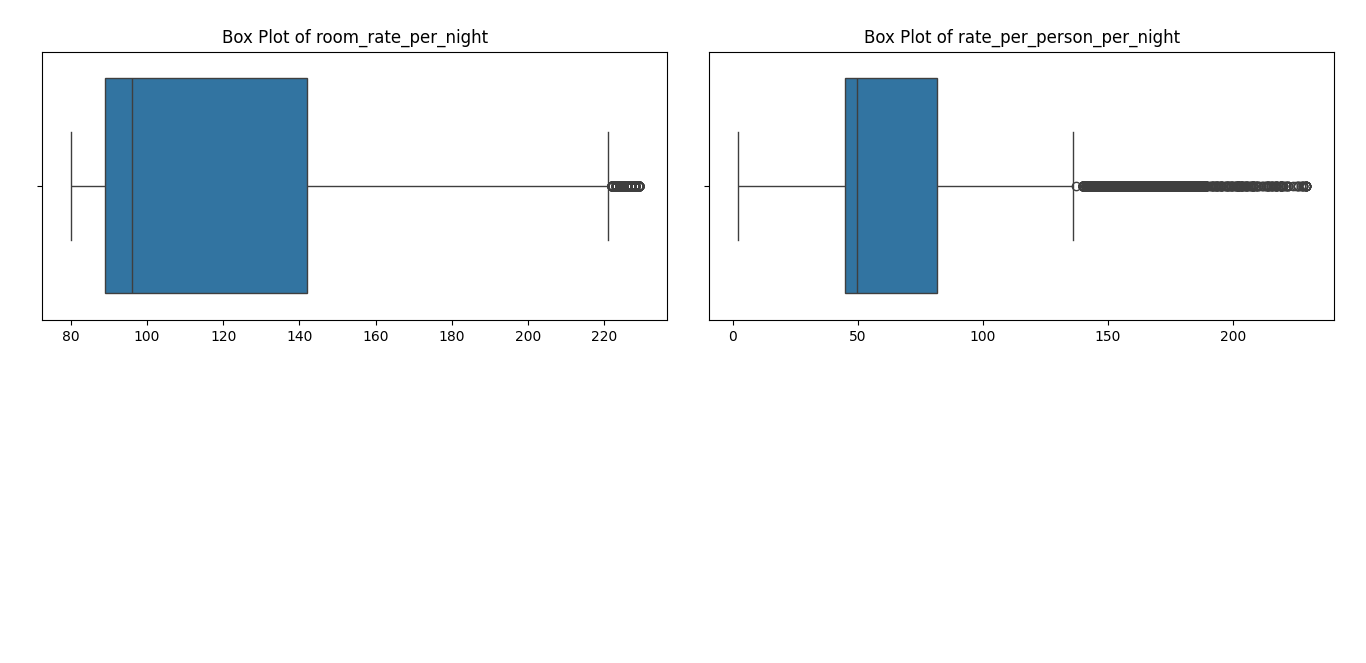 Box Plot of room_rate_per_night
80 100 120 140 160 180 200 220
Box Plot of rate_per_person_per_night
0 50 100 150 200